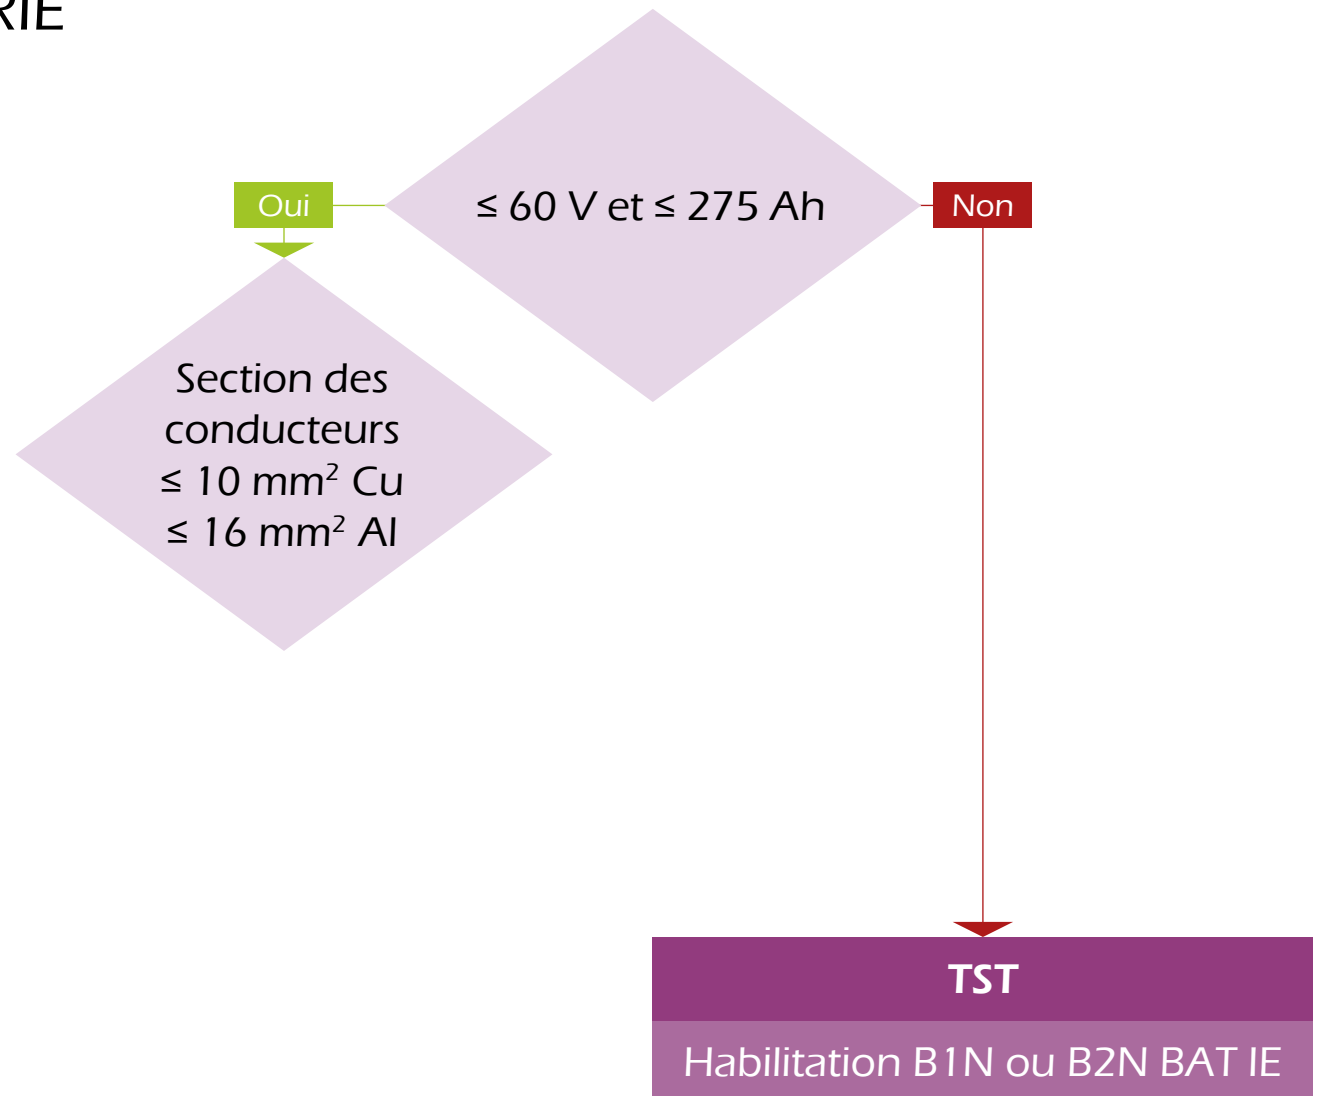 RIE
≤ 60 V et ≤ 275 Ah
Oui
Non
Section des
conducteurs
≤ 10 mm² Cu
≤ 16 mm² Al
TST
Habilitation B1N ou B2N BAT IE